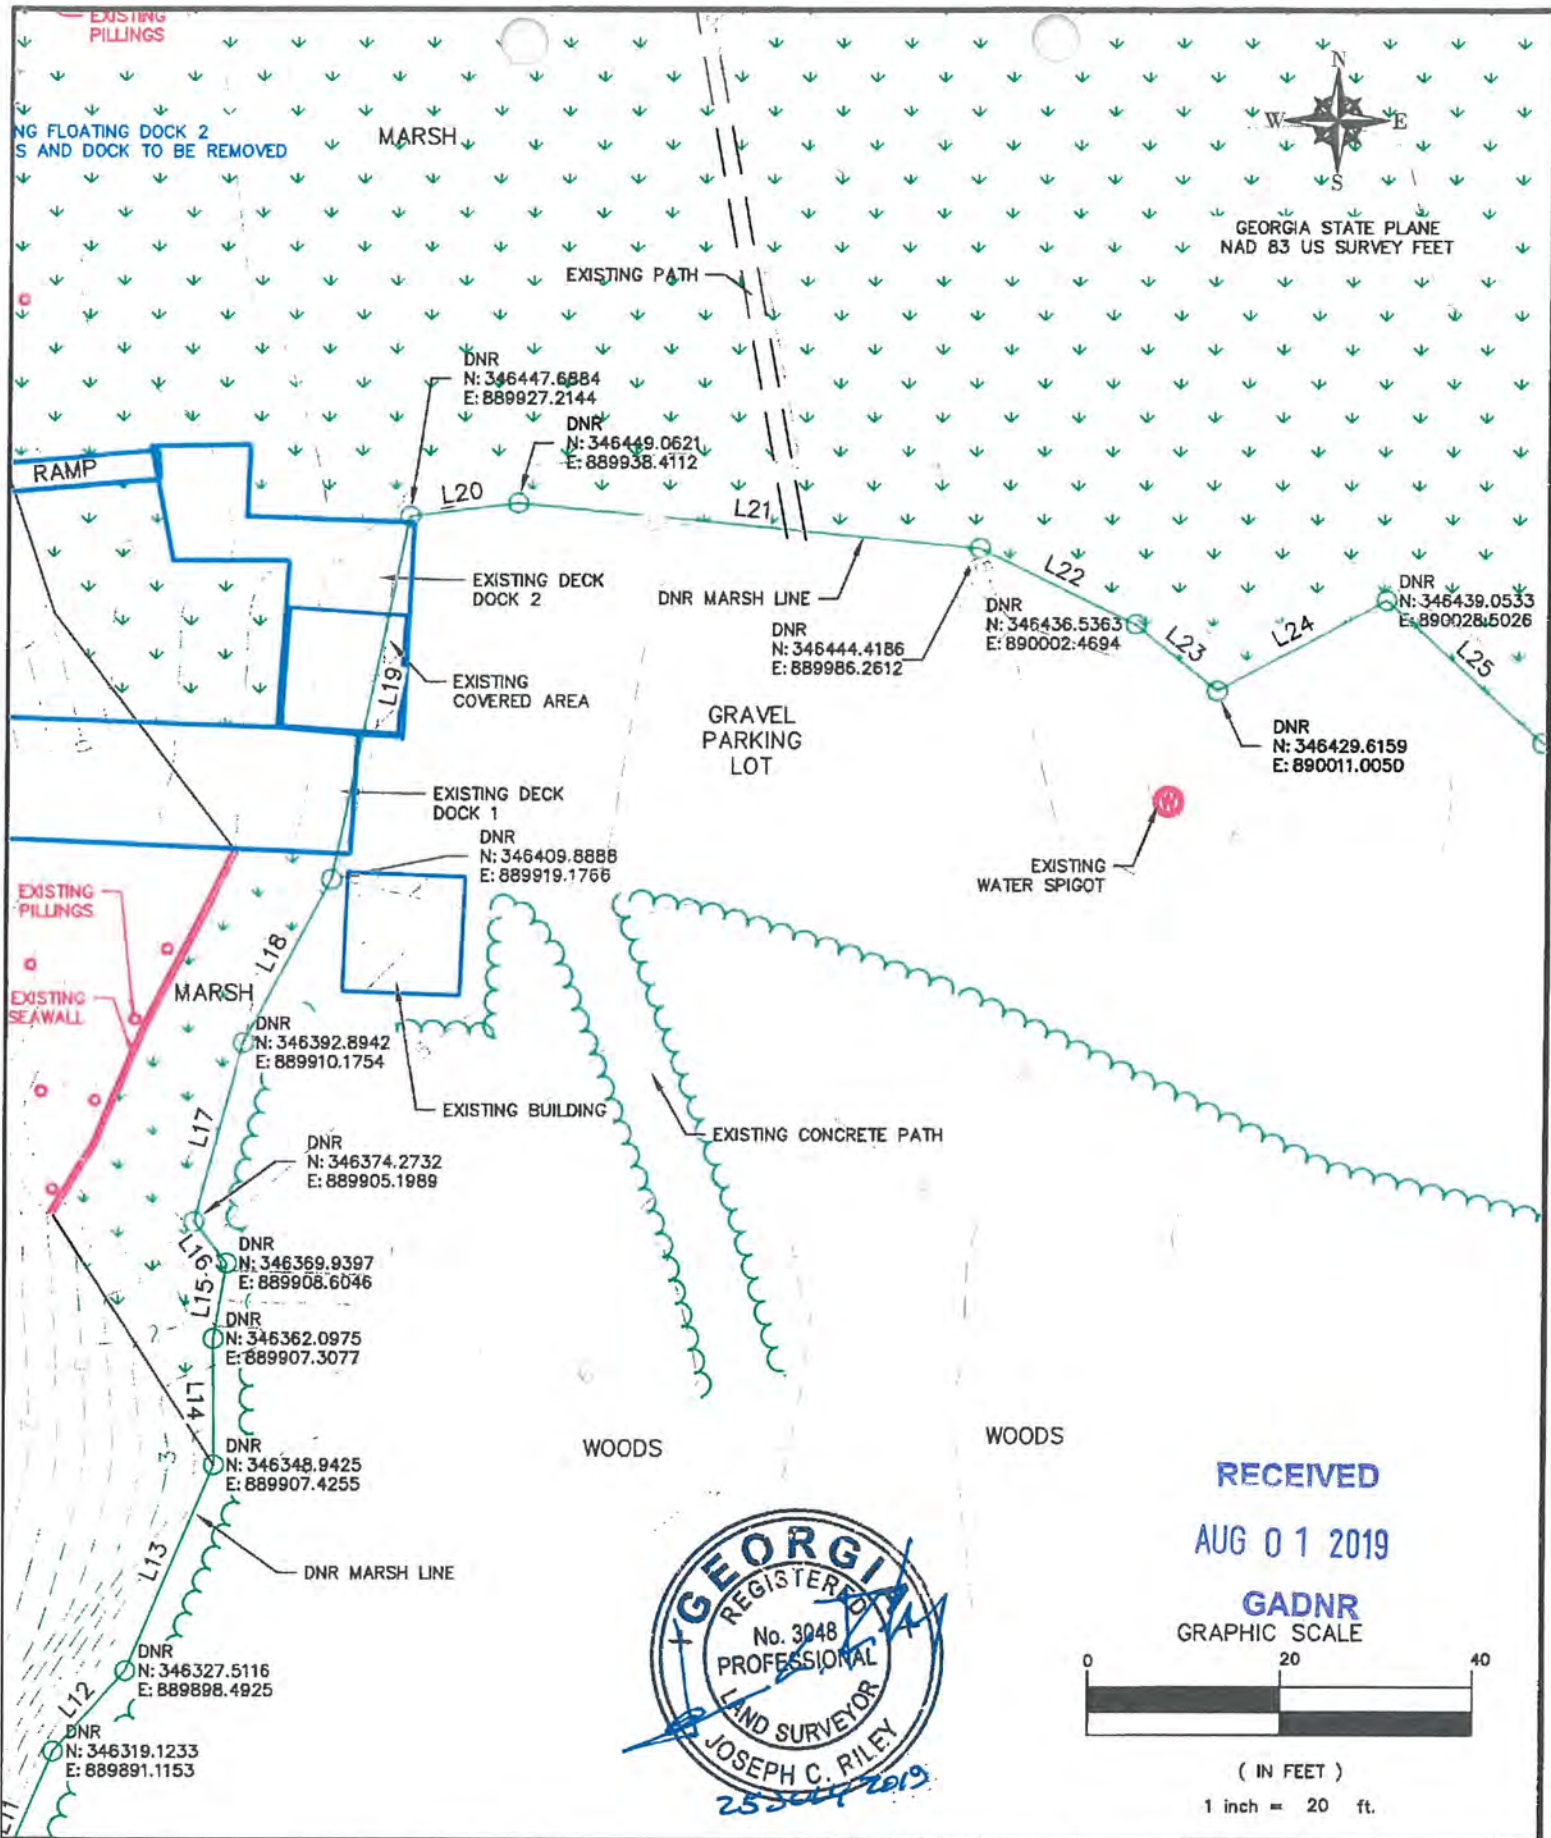 EXISTING
PILLINGS
NG FLOATING DOCK 2
S AND DOCK TO BE REMOVED
MARSH
N
W
E
S
GEORGIA STATE PLANE
NAD 83 US SURVEY FEET
EXISTING PATH
DNR
N: 346447.6884
E: 889927.2144
DNR
N: 346449.0621
E: 889938.4112
RAMP
L20
L21
EXISTING DECK
DOCK 2
DNR MARSH LINE
L22
DNR
N: 346444.4186
E: 889986.2612
DNR
N: 346436.5363
E: 890002.4694
L23
L24
DNR
N: 346439.0533
E: 890028.5026
L25
L19
EXISTING
COVERED AREA
GRAVEL
PARKING
LOT
DNR
N: 346429.6159
E: 890011.0050
EXISTING DECK
DOCK 1
W
DNR
N: 346409.8888
E: 889919.1766
EXISTING
WATER SPIGOT
EXISTING
PILLINGS
L18
MARSH
EXISTING
SEAWALL
DNR
N: 346392.8942
E: 889910.1754
EXISTING BUILDING
L17
EXISTING CONCRETE PATH
DNR
N: 346374.2732
E: 889905.1989
L16
DNR
N: 346369.9397
E: 889908.6046
L15
DNR
N: 346362.0975
E: 889907.3077
2
L14
WOODS
WOODS
DNR
N: 346348.9425
E: 889907.4255
3
L13
DNR MARSH LINE
RECEIVED
AUG 01 2019
GADNR
GEORGIA
REGISTERED
No. 3048
PROFESSIONAL
LAND SURVEYOR
JOSEPH C. RILEY
25 JULY 2019
DNR
N: 346327.5116
E: 889898.4925
L12
DNR
N: 346319.1233
E: 889891.1153
L11
GRAPHIC SCALE
0 20 40
( IN FEET )
1 inch = 20 ft.